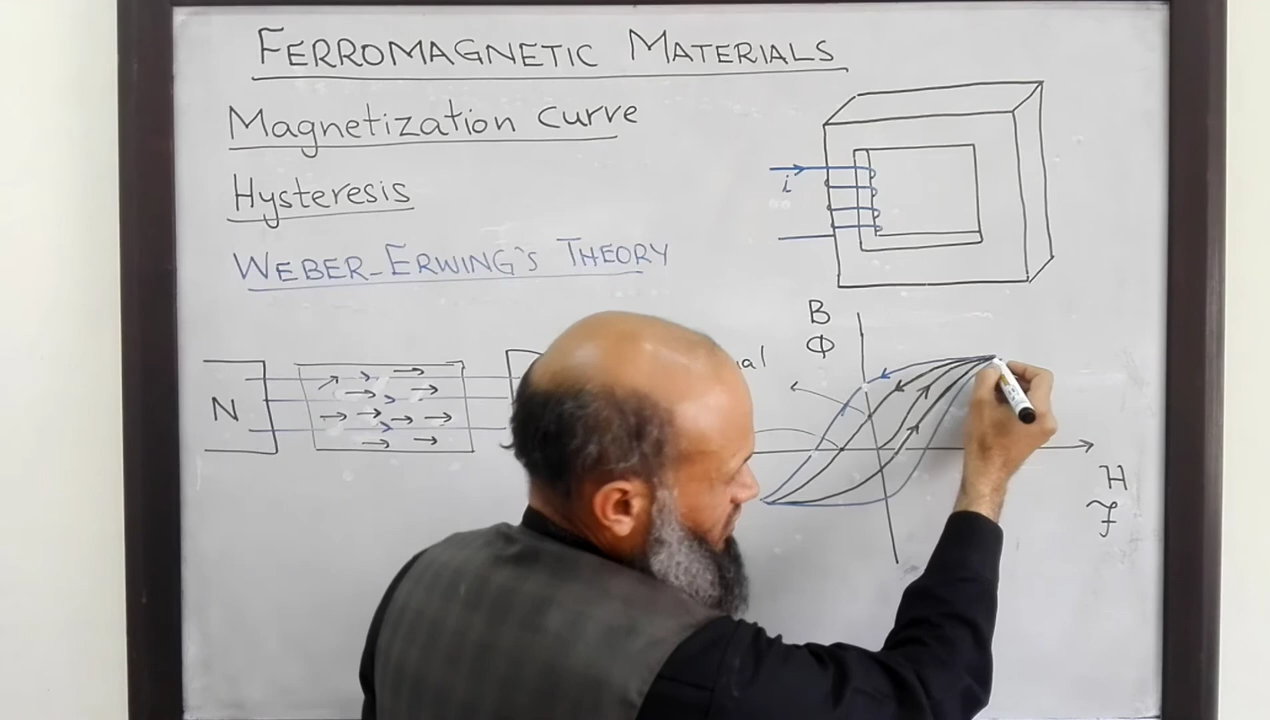 FERROMAGNETIC MATERIALS
Magnetization Curve
Hysteresis
WEBER-ERWING'S THEORY
i
B
Φ
N
H